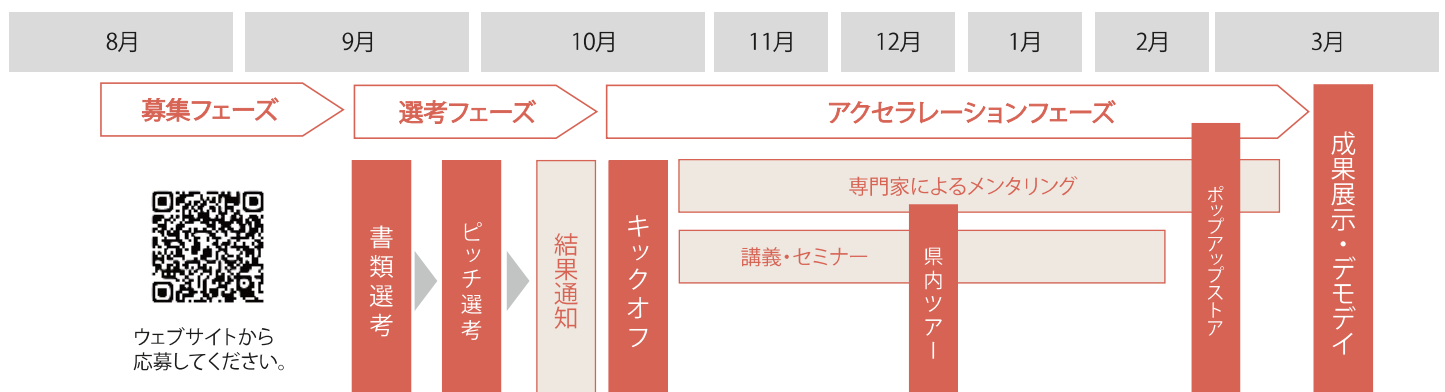 8月 9月 10月 11月 12月 1月 2月 3月
募集フェーズ 選考フェーズ アクセラレーションフェーズ
書類選考
ピッチ選考
結果通知
キックオフ
専門家によるメンタリング
講義・セミナー
県内ツアー
ポップアップストア
成果展示・デモデイ
ウェブサイトから
応募してください。